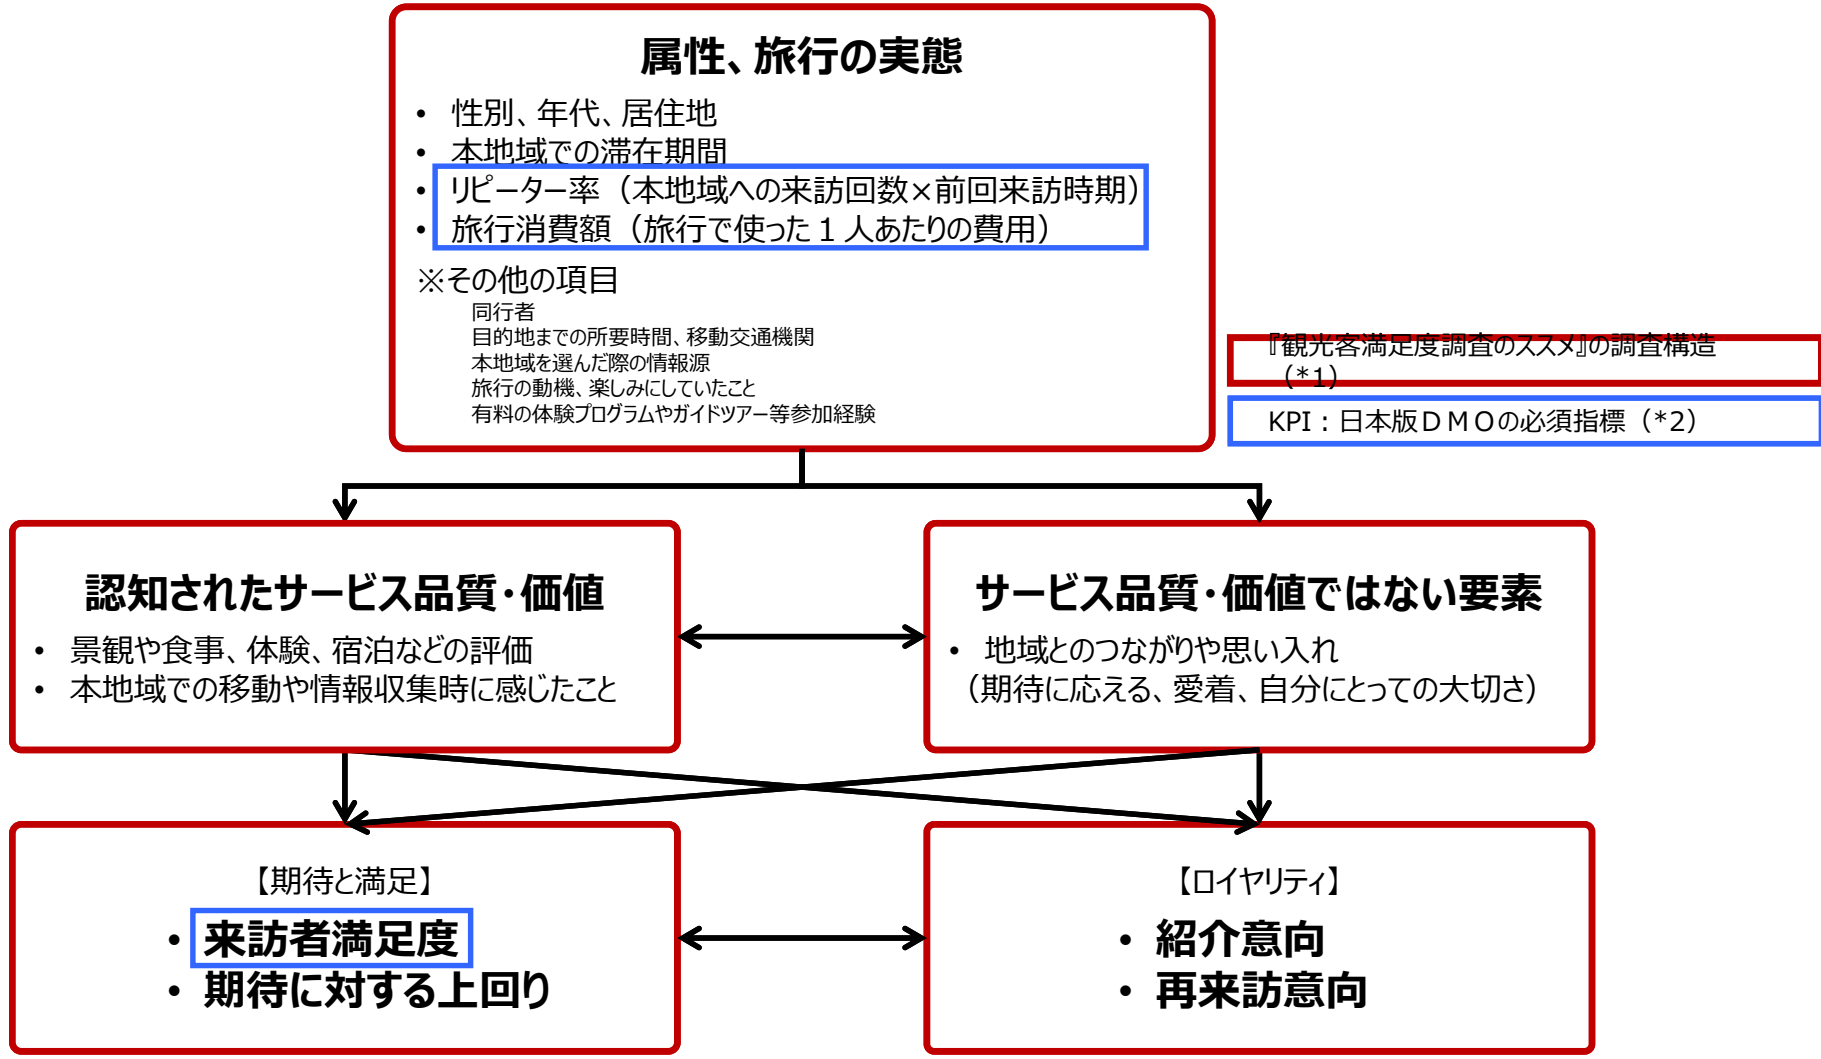 属性、旅行の実態
• 性別、年代、居住地
• 本地域での滞在期間
• リピーター率（本地域への来訪回数×前回来訪時期）
• 旅行消費額（旅行で使った１人あたりの費用）
※その他の項目
同行者
目的地までの所要時間、移動交通機関
本地域を選んだ際の情報源
旅行の動機、楽しみにしていたこと
有料の体験プログラムやガイドツアー等参加経験
『観光客満足度調査のススメ』の調査構造
（*1）
KPI：日本版ＤＭＯの必須指標（*2）
認知されたサービス品質・価値
• 景観や食事、体験、宿泊などの評価
• 本地域での移動や情報収集時に感じたこと
サービス品質・価値ではない要素
• 地域とのつながりや思い入れ
（期待に応える、愛着、自分にとっての大切さ）
【期待と満足】
• 来訪者満足度
• 期待に対する上回り
【ロイヤリティ】
• 紹介意向
• 再来訪意向